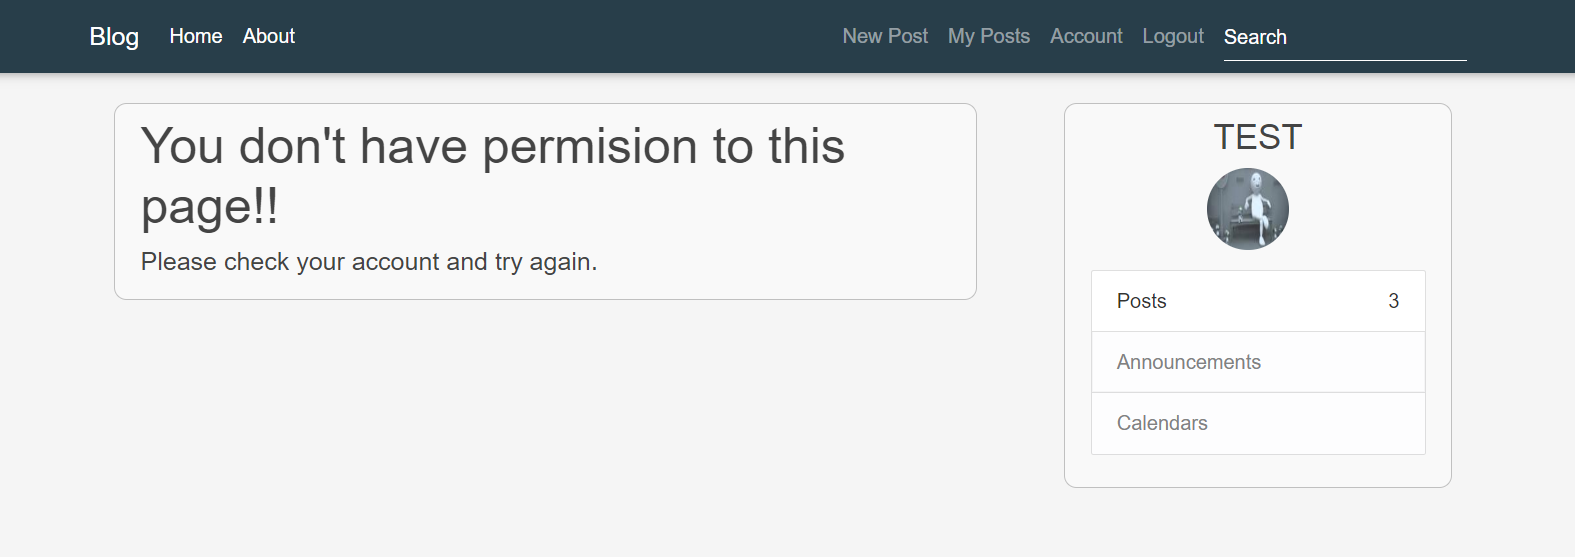 Blog Home About New Post My Posts Account Logout Search
You don't have permision to this
page!!
Please check your account and try again.
TEST
Posts 3
Announcements
Calendars